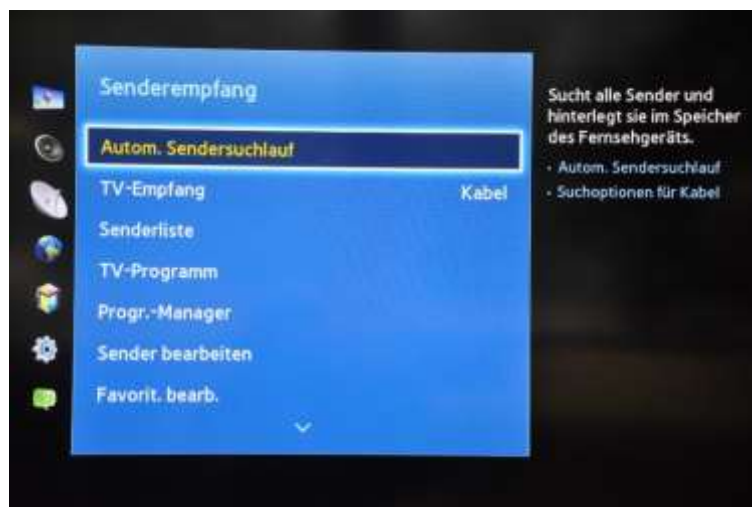 Senderempfang
Autom. Sendersuchlauf
TV-Empfang Kabel
Senderliste
TV-Programm
Progr.-Manager
Sender bearbeiten
Favorit. bearb.
Sucht alle Sender und
hinterlegt sie im Speicher
des Fernsehgeräts.
• Autom. Sendersuchlauf
• Suchoptionen für Kabel